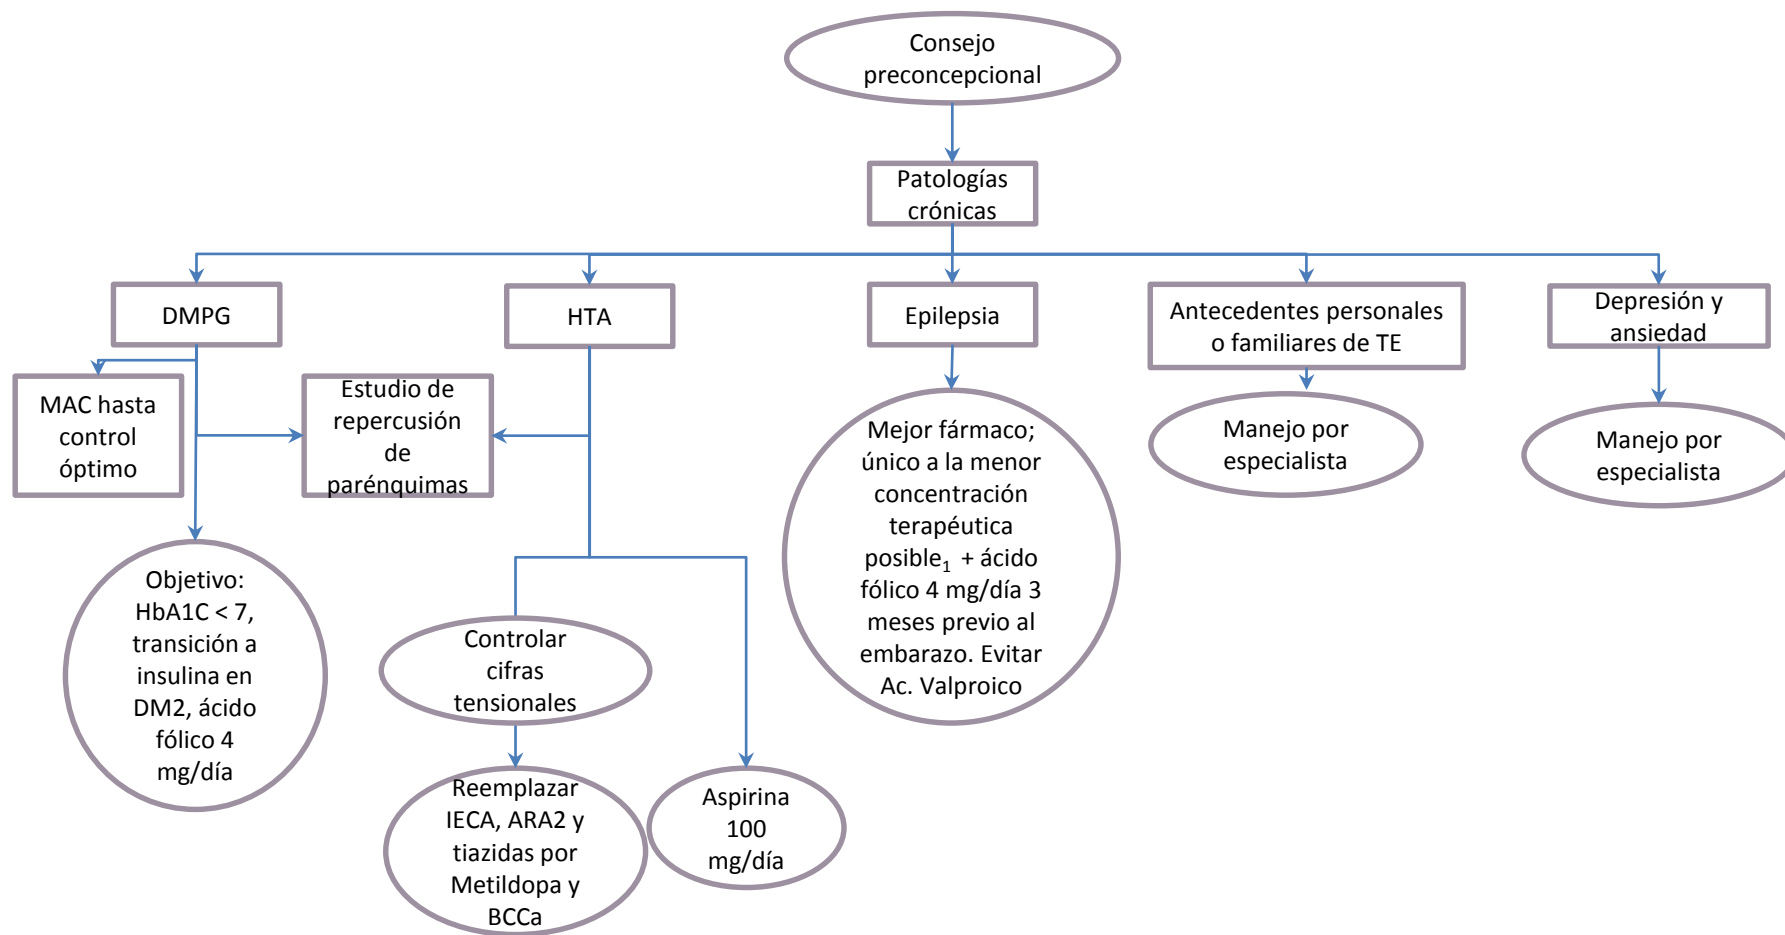 Consejo
preconcepcional
Patologías
crónicas
DMPG
HTA
Epilepsia
Antecedentes personales
o familiares de TE
Depresión y
ansiedad
MAC hasta
control
óptimo
Estudio de
repercusión
de
parénquimas
Mejor fármaco;
único a la menor
concentración
terapéutica
posible₁ + ácido
fólico 4 mg/día 3
meses previo al
embarazo. Evitar
Ac. Valproico
Manejo por
especialista
Manejo por
especialista
Objetivo:
HbA1C < 7,
transición a
insulina en
DM2, ácido
fólico 4
mg/día
Controlar
cifras
tensionales
Reemplazar
IECA, ARA2 y
tiazidas por
Metildopa y
BCCa
Aspirina
100
mg/día